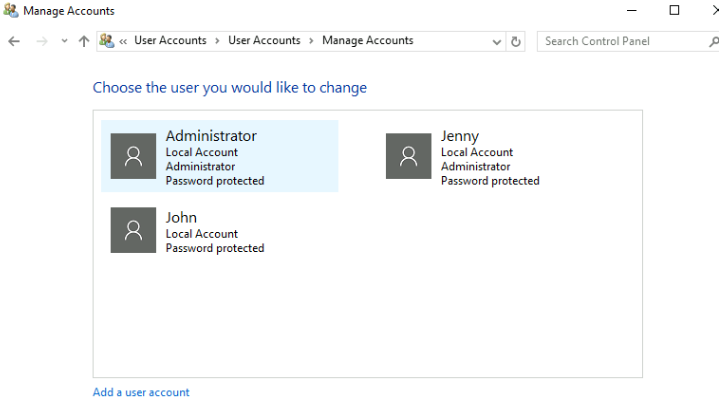 Manage Accounts
« User Accounts › User Accounts › Manage Accounts
Search Control Panel
Choose the user you would like to change
Administrator
Local Account
Administrator
Password protected
Jenny
Local Account
Administrator
Password protected
John
Local Account
Password protected
Add a user account